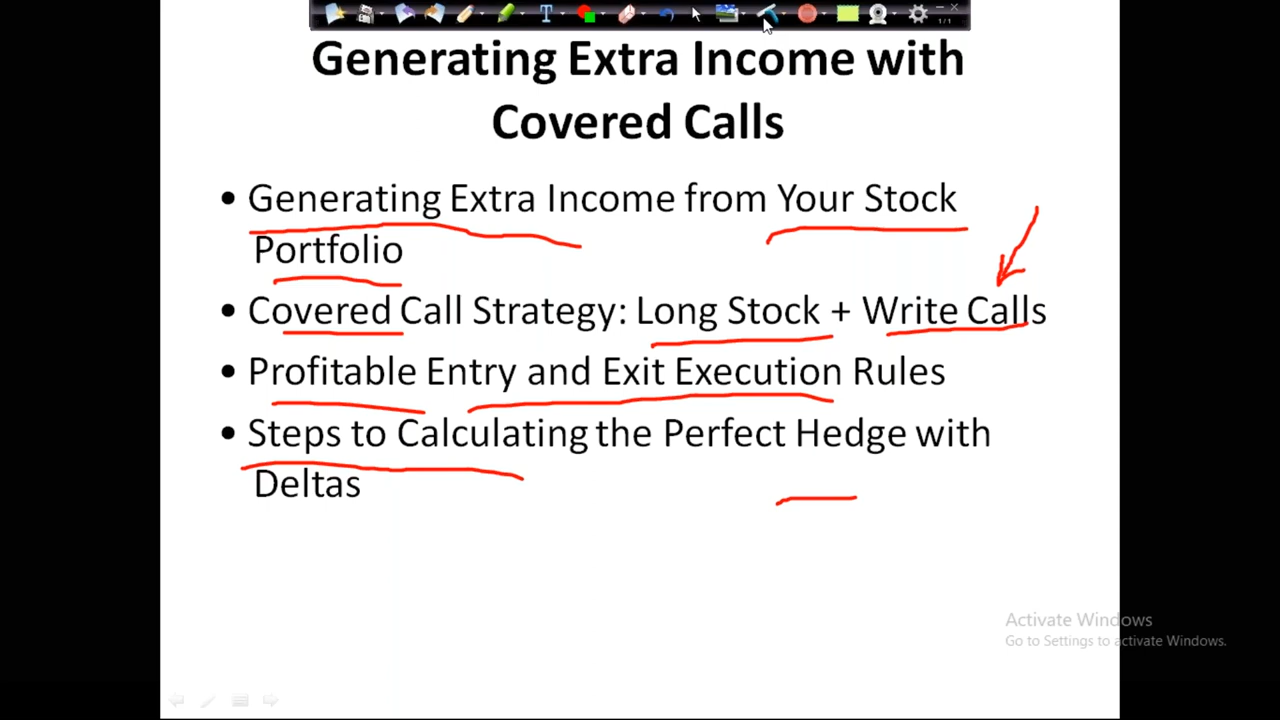 1/1
Generating Extra Income with
Covered Calls
• Generating Extra Income from Your Stock
Portfolio
• Covered Call Strategy: Long Stock + Write Calls
• Profitable Entry and Exit Execution Rules
• Steps to Calculating the Perfect Hedge with
Deltas
Activate Windows
Go to Settings to activate Windows.